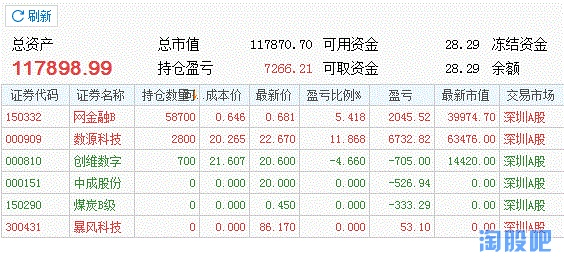 刷新
总资产 总市值 117870.70 可用资金 28.29 冻结资金
117898.99 持仓盈亏 7266.21 可取资金 28.29 余额
证券代码 证券名称 持仓数量 成本价 最新价 盈亏比例% 盈亏 最新市值 交易市场
150332 网金融B 58700 0.646 0.681 5.418 2045.52 39974.70 深圳A股
000909 数源科技 2800 20.265 22.670 11.868 6732.82 63476.00 深圳A股
000810 创维数字 700 21.607 20.600 -4.660 -705.00 14420.00 深圳A股
000151 中成股份 0 0.000 20.000 0.000 -526.94 0.000 深圳A股
150290 煤炭B级 0 0.000 0.450 0.000 -333.29 0.000 深圳A股
300431 暴风科技 0 0.000 86.170 0.000 53.10 0.000 深圳A股
淘股吧